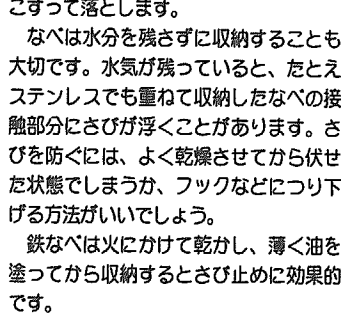 こすって落とします。
　なべは水分を残さずに収納することも
大切です。水気が残っていると、たとえ
ステンレスでも重ねて収納したなべの接
触部分にさびが浮くことがあります。さ
びを防ぐには、よく乾燥させてから伏せ
た状態でしまうか、フックなどにつり下
げる方法がいいでしょう。
　鉄なべは火にかけて乾かし、薄く油を
塗ってから収納するとさび止めに効果的
です。